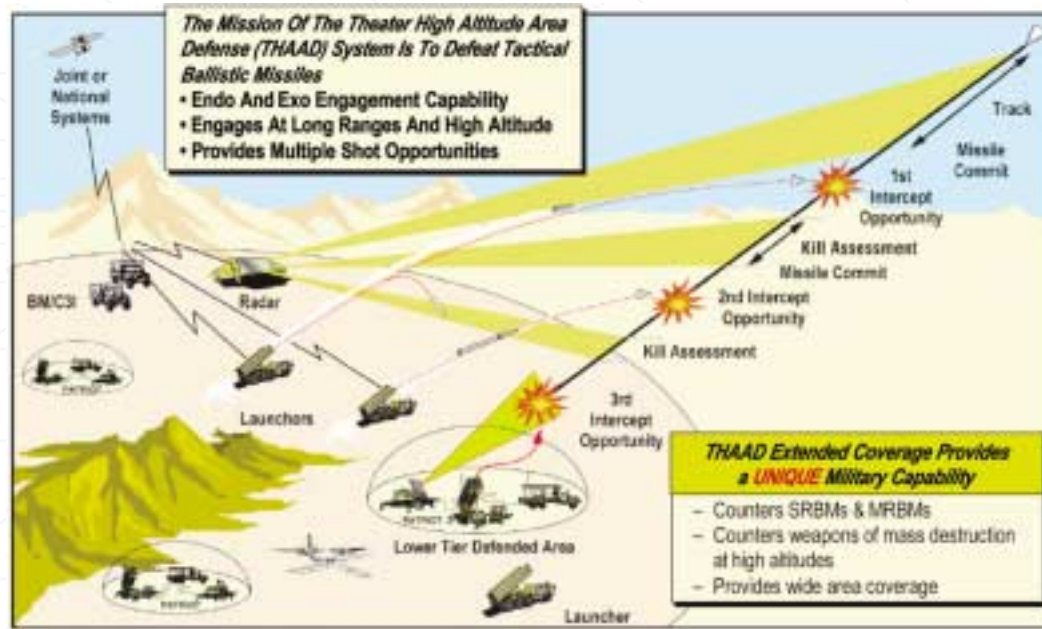 The Mission Of The Theater High Altitude Area
Defense (THAAD) System Is To Defeat Tactical
Ballistic Missiles
• Endo And Exo Engagement Capability
• Engages At Long Ranges And High Altitude
• Provides Multiple Shot Opportunities
Joint or
National
Systems
Track
Missile
Commit
1st
Intercept
Opportunity
Kill Assessment
Missile Commit
2nd Intercept
Opportunity
Kill Assessment
BM/C3I
Radar
Launchors
3rd
Intercept
Opportunity
PATRIOT
PATRIOT
Lower Tier Defended Area
PATRIOT
Launcher
THAAD Extended Coverage Provides
a UNIQUE Military Capability
– Counters SRBMs & MRBMs
– Counters weapons of mass destruction
at high altitudes
– Provides wide area coverage